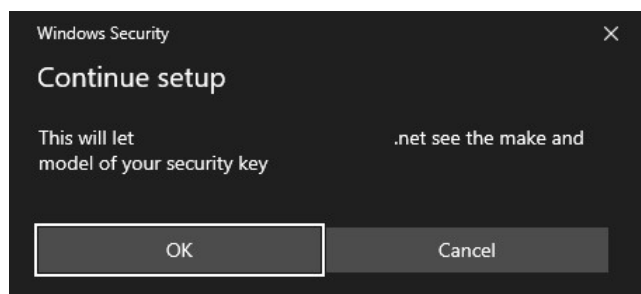 Windows Security
Continue setup
This will let .net see the make and
model of your security key
OK
Cancel